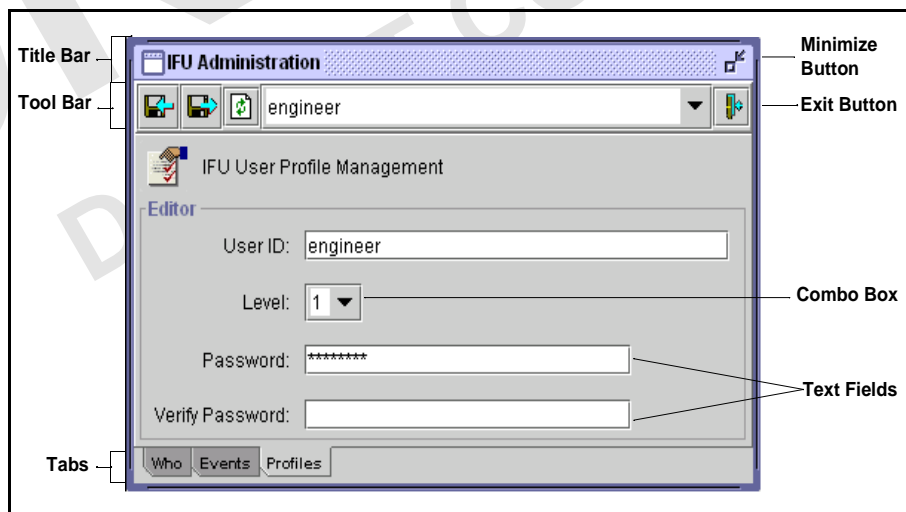 Title Bar
IFU Administration
Minimize
Button
Tool Bar
engineer
Exit Button
IFU User Profile Management
Editor
User ID: engineer
Level: 1
Combo Box
Password: ********
Text Fields
Verify Password:
Tabs
Who Events Profiles